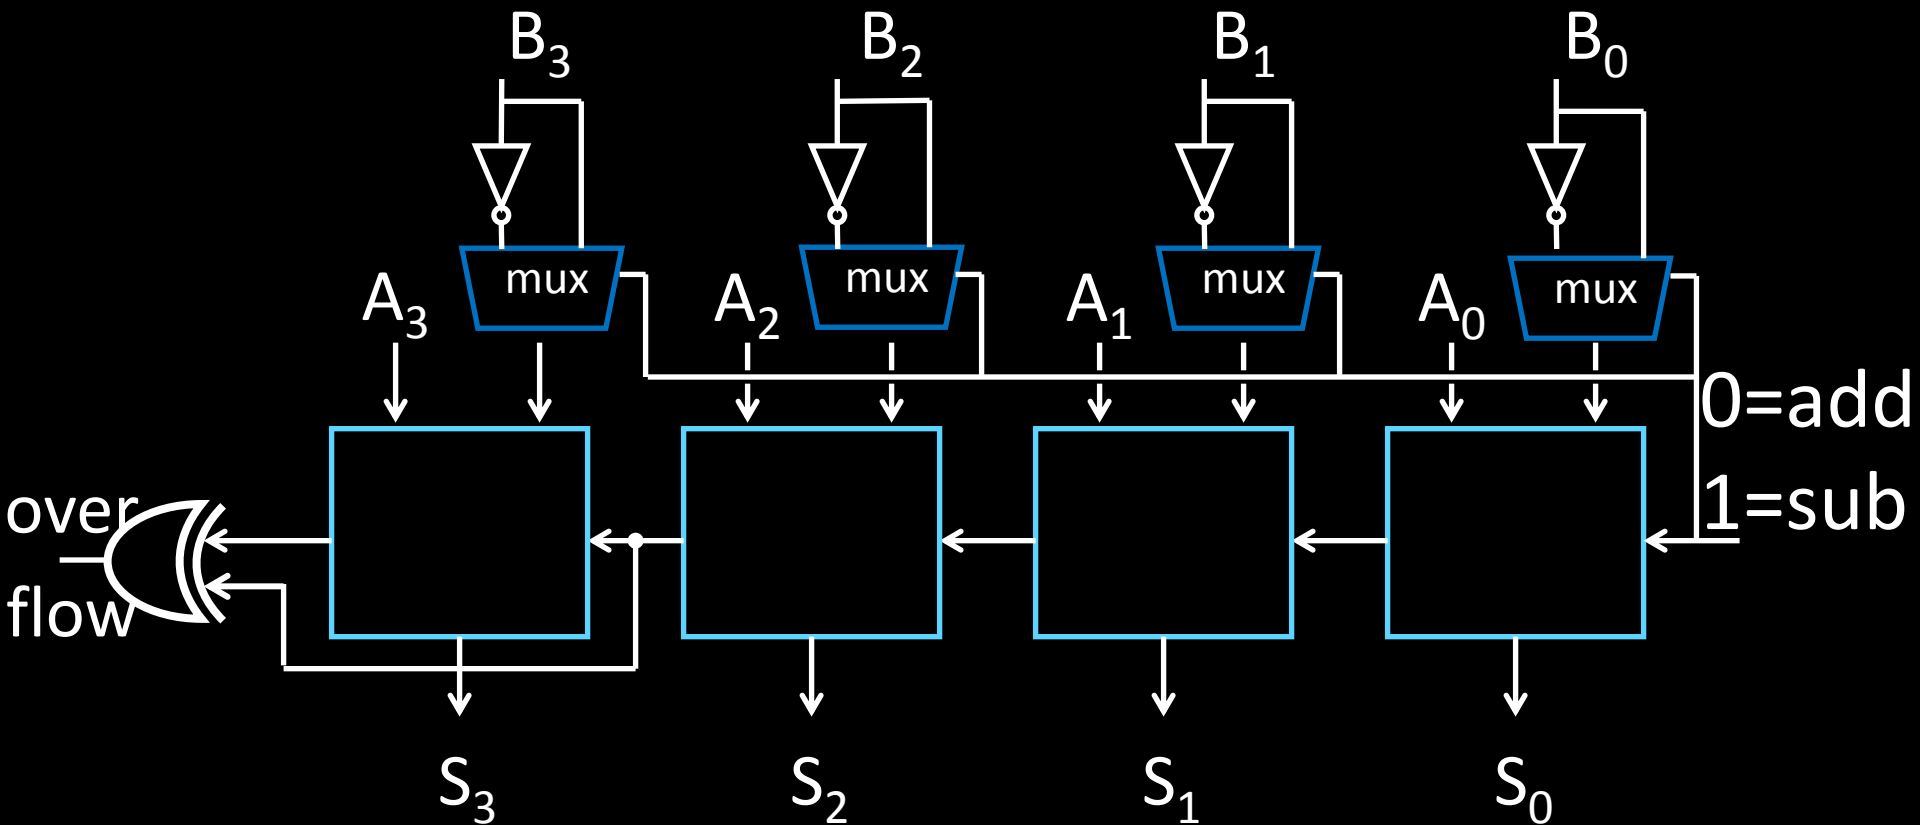 B₃ B₂ B₁ B₀
mux mux mux mux
A₃ A₂ A₁ A₀
0=add
1=sub
over
flow
S₃ S₂ S₁ S₀